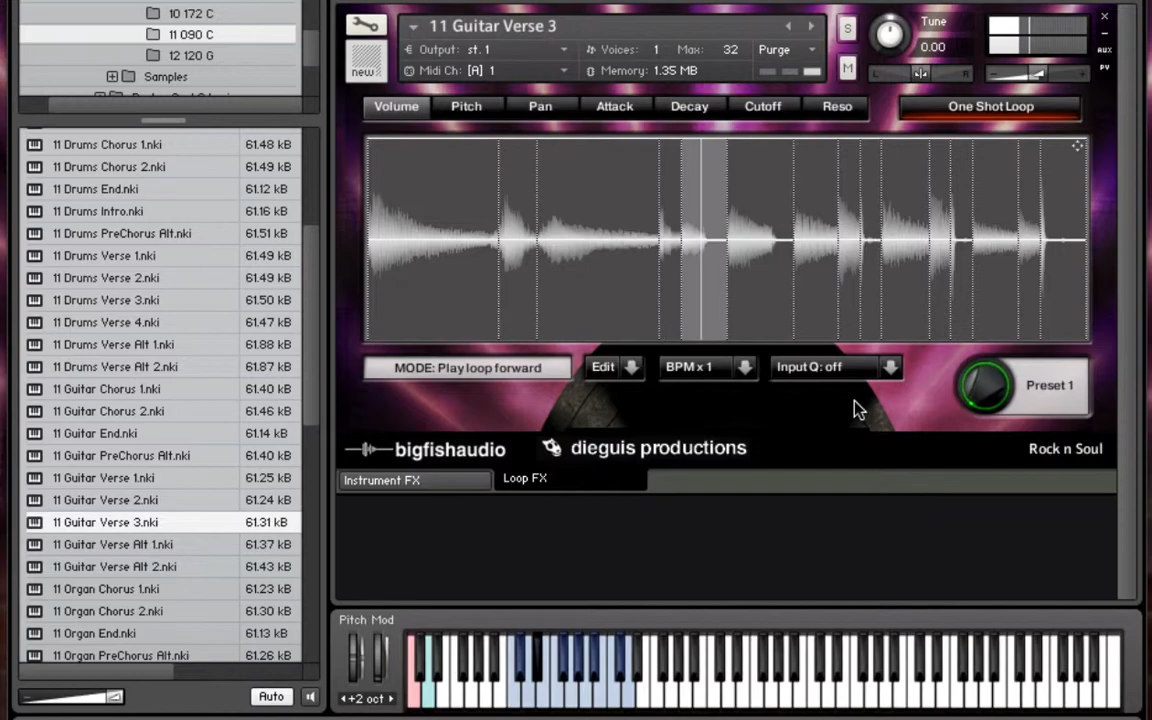 10 172 C
11 090 C
12 120 G
Samples
11 Drums Chorus 1.nki 61.48 kB
11 Drums Chorus 2.nki 61.49 kB
11 Drums End.nki 61.12 kB
11 Drums Intro.nki 61.16 kB
11 Drums PreChorus Alt.nki 61.51 kB
11 Drums Verse 1.nki 61.49 kB
11 Drums Verse 2.nki 61.49 kB
11 Drums Verse 3.nki 61.50 kB
11 Drums Verse 4.nki 61.47 kB
11 Drums Verse Alt 1.nki 61.88 kB
11 Drums Verse Alt 2.nki 61.87 kB
11 Guitar Chorus 1.nki 61.40 kB
11 Guitar Chorus 2.nki 61.46 kB
11 Guitar End.nki 61.14 kB
11 Guitar PreChorus Alt.nki 61.40 kB
11 Guitar Verse 1.nki 61.25 kB
11 Guitar Verse 2.nki 61.24 kB
11 Guitar Verse 3.nki 61.31 kB
11 Guitar Verse Alt 1.nki 61.37 kB
11 Guitar Verse Alt 2.nki 61.43 kB
11 Organ Chorus 1.nki 61.23 kB
11 Organ Chorus 2.nki 61.30 kB
11 Organ End.nki 61.13 kB
11 Organ PreChorus Alt.nki 61.26 kB
Auto
new
11 Guitar Verse 3
Output: st. 1 Voices: 1 Max: 32 Purge
Midi Ch: [A] 1 Memory: 1.35 MB
S
M
Tune
0.00
L R
x
AUX
PV
Volume Pitch Pan Attack Decay Cutoff Reso One Shot Loop
MODE: Play loop forward Edit BPM x 1 Input Q: off
Preset 1
bigfishaudio dieguis productions Rock n Soul
Instrument FX Loop FX
Pitch Mod
+2 oct